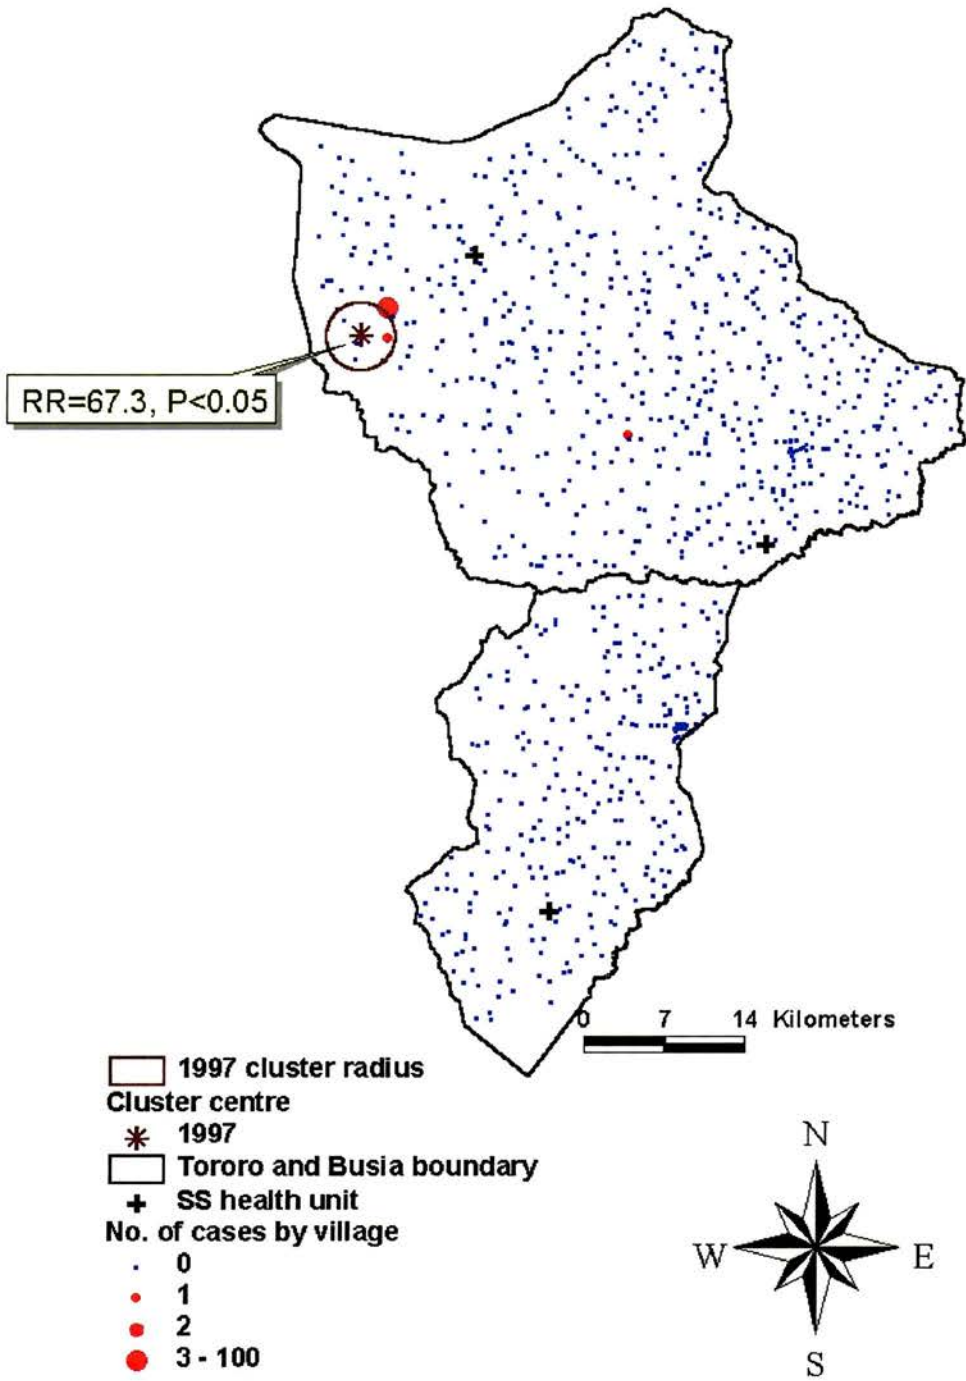 RR=67.3, P<0.05
0 7 14 Kilometers
1997 cluster radius
Cluster centre
1997
Tororo and Busia boundary
SS health unit
No. of cases by village
0
1
2
3 - 100
N
W E
S